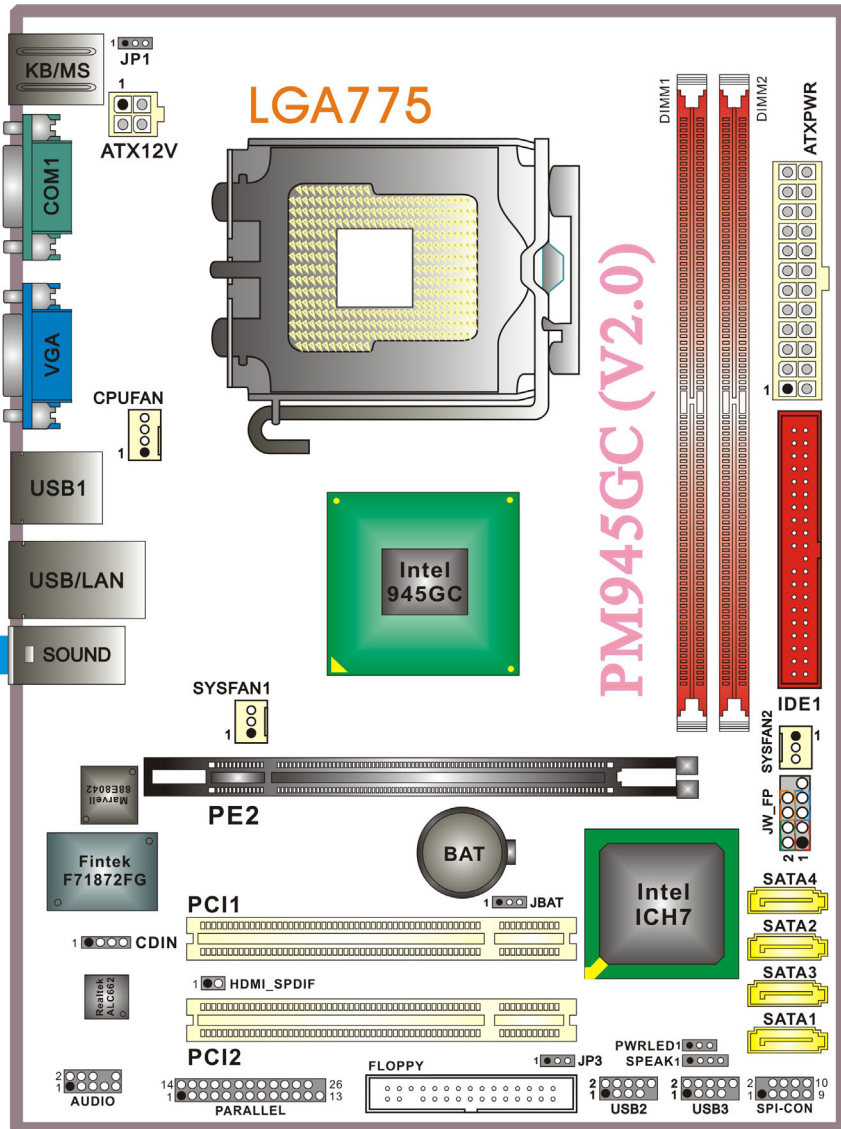 KB/MS
1
JP1
1
ATX12V
LGA775
DIMM1
DIMM2
ATXPWR
1
COM1
VGA
CPUFAN
1
USB1
USB/LAN
SOUND
Intel
945GC
PM945GC (V2.0)
IDE1
SYSFAN1
1
SYSFAN2
1
Marvell
88E8042
PE2
JW_FP
2 1
Fintek
F71872FG
BAT
Intel
ICH7
SATA4
SATA2
SATA3
SATA1
PCI1
1 JBAT
1 CDIN
1 HDMI_SPDIF
Realtek
ALC662
PCI2
1 JP3
PWRLED1
SPEAK1
2
1
AUDIO
14 26
1 13
PARALLEL
FLOPPY
2
1
USB2
2
1
USB3
2 10
1 9
SPI-CON